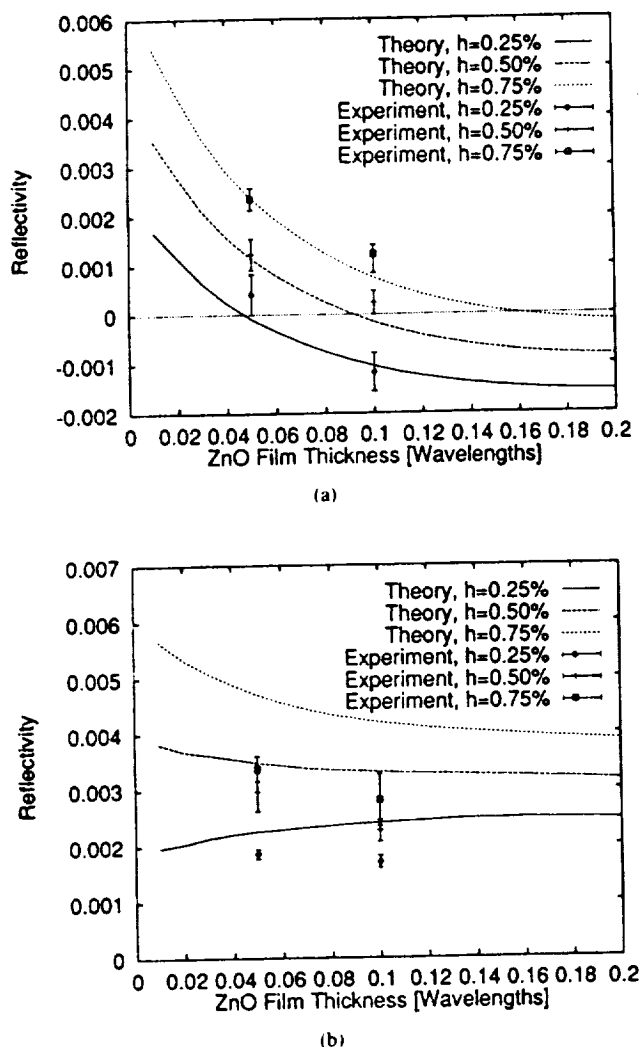 0.006
0.005
0.004
0.003
0.002
0.001
0
-0.001
-0.002
Reflectivity
Theory, h=0.25%
Theory, h=0.50%
Theory, h=0.75%
Experiment, h=0.25%
Experiment, h=0.50%
Experiment, h=0.75%
0 0.02 0.04 0.06 0.08 0.1 0.12 0.14 0.16 0.18 0.2
ZnO Film Thickness [Wavelengths]
(a)
0.007
0.006
0.005
0.004
0.003
0.002
0.001
0
Reflectivity
Theory, h=0.25%
Theory, h=0.50%
Theory, h=0.75%
Experiment, h=0.25%
Experiment, h=0.50%
Experiment, h=0.75%
0 0.02 0.04 0.06 0.08 0.1 0.12 0.14 0.16 0.18 0.2
ZnO Film Thickness [Wavelengths]
(b)